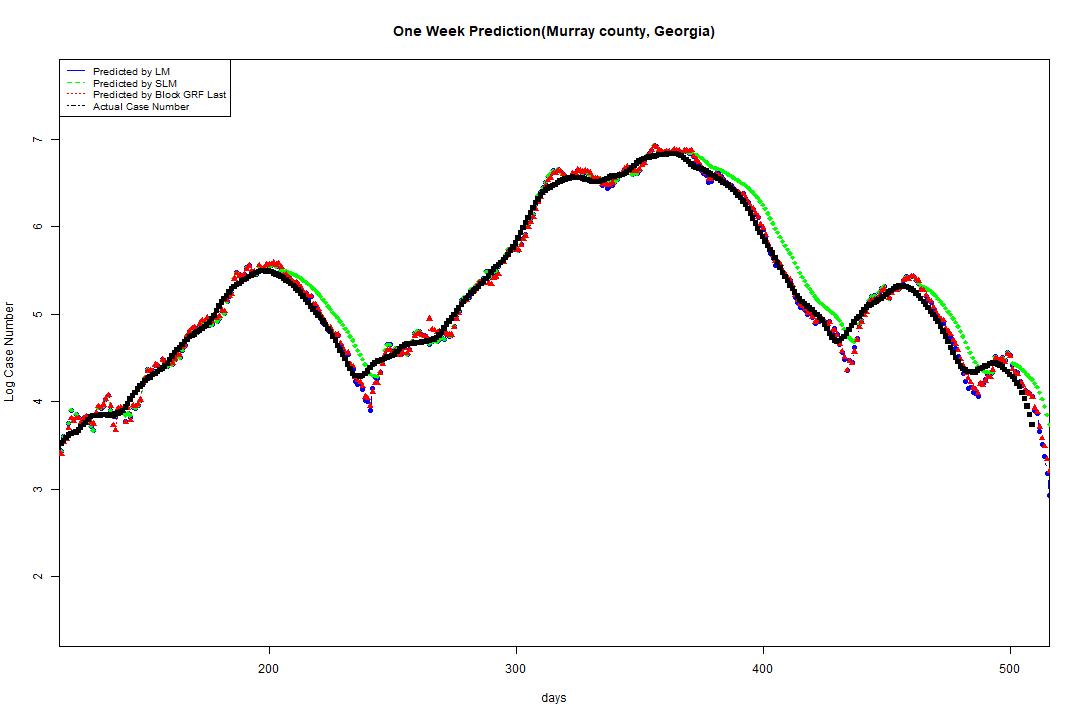 One Week Prediction(Murray county, Georgia)
Predicted by LM
Predicted by SLM
Predicted by Block GRF Last
Actual Case Number
7
6
5
4
3
2
Log Case Number
200 300 400 500
days